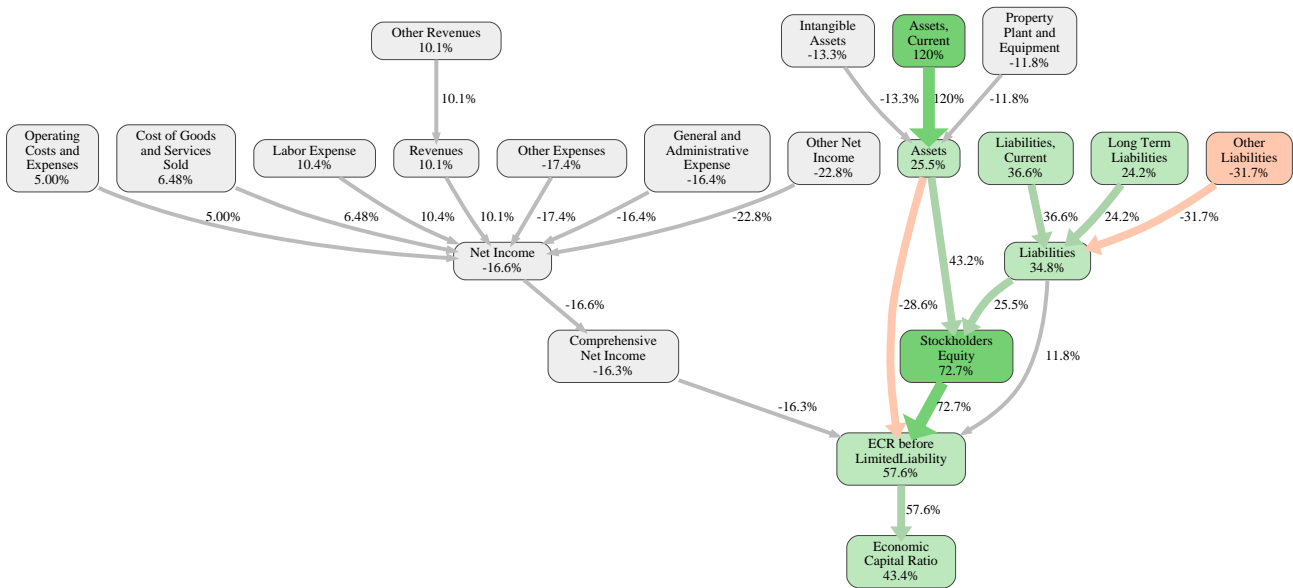 Other Revenues
10.1%
Intangible
Assets
-13.3%
Assets,
Current
120%
Property
Plant and
Equipment
-11.8%
10.1%
-13.3%
120%
-11.8%
Operating
Costs and
Expenses
5.00%
Cost of Goods
and Services
Sold
6.48%
Labor Expense
10.4%
Revenues
10.1%
Other Expenses
-17.4%
General and
Administrative
Expense
-16.4%
Other Net
Income
-22.8%
Assets
25.5%
Liabilities,
Current
36.6%
Long Term
Liabilities
24.2%
Other
Liabilities
-31.7%
5.00%
6.48%
10.4%
10.1%
-17.4%
-16.4%
-22.8%
36.6%
24.2%
-31.7%
Net Income
-16.6%
Liabilities
34.8%
43.2%
-16.6%
-28.6%
25.5%
Comprehensive
Net Income
-16.3%
Stockholders
Equity
72.7%
11.8%
-16.3%
72.7%
ECR before
LimitedLiability
57.6%
57.6%
Economic
Capital Ratio
43.4%